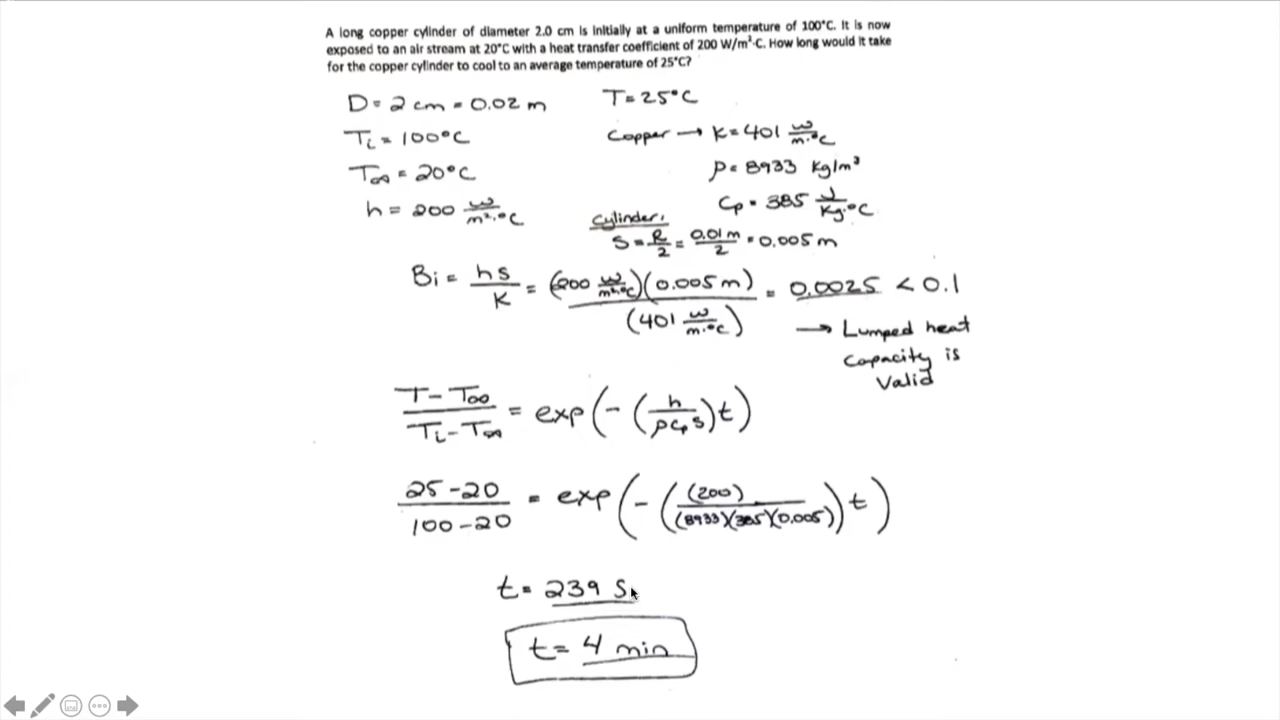 A long copper cylinder of diameter 2.0 cm is initially at a uniform temperature of 100°C. It is now
exposed to an air stream at 20°C with a heat transfer coefficient of 200 W/m²·C. How long would it take
for the copper cylinder to cool to an average temperature of 25°C?
D = 2 cm = 0.02 m
T = 25°C
Ti = 100°C
Copper → K = 401 W/m·°C
T∞ = 20°C
ρ = 8933 Kg/m³
h = 200 W/m²·°C
Cp = 385 J/Kg·°C
Cylinder:
S = R/2 = 0.01 m/2 = 0.005 m
Bi = hs/K = (200 W/m²·°C)(0.005 m)/(401 W/m·°C) = 0.0025 < 0.1
→ Lumped heat
capacity is
Valid
(T - T∞)/(Ti - T∞) = exp(-(h/ρCps)t)
(25 - 20)/(100 - 20) = exp(-((200)/(8933)(385)(0.005))t)
t = 239 S
t = 4 min